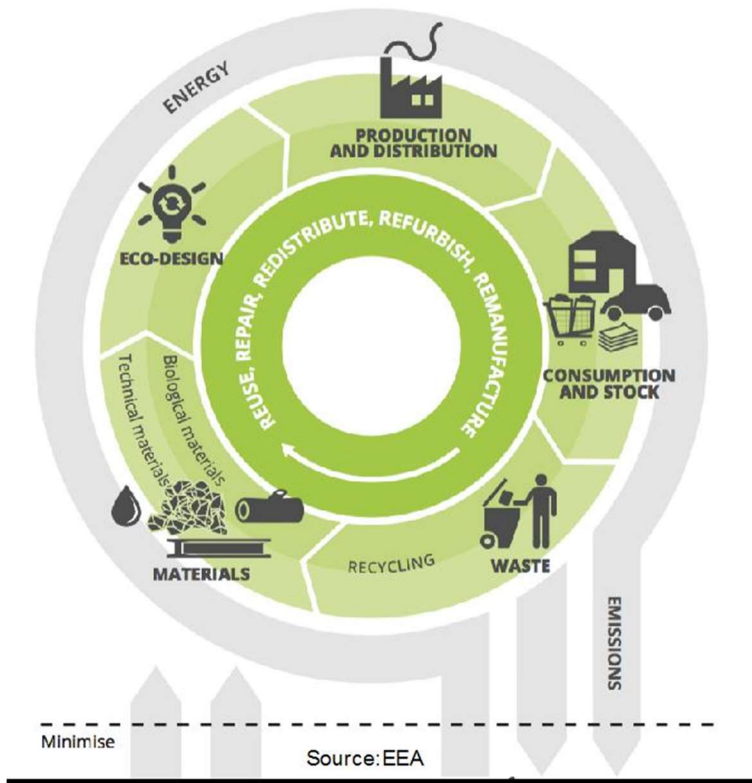 ENERGY
PRODUCTION
AND DISTRIBUTION
ECO-DESIGN
REUSE, REPAIR, REDISTRIBUTE, REFURBISH, REMANUFACTURE
CONSUMPTION
AND STOCK
Technical materials
Biological materials
MATERIALS
RECYCLING
WASTE
EMISSIONS
Minimise
Source:EEA